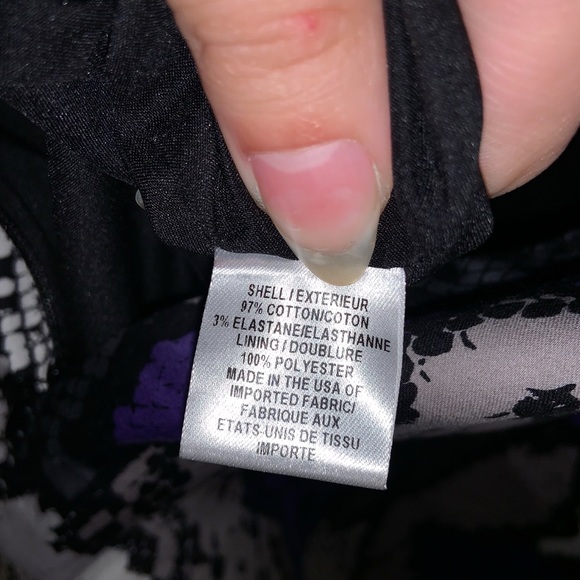 SHELL / EXTERIEUR
97% COTTON/COTON
3% ELASTANE/ELASTHANNE
LINING / DOUBLURE
100% POLYESTER
MADE IN THE USA OF
IMPORTED FABRIC/
FABRIQUE AUX
ETATS-UNIS DE TISSU
IMPORTE